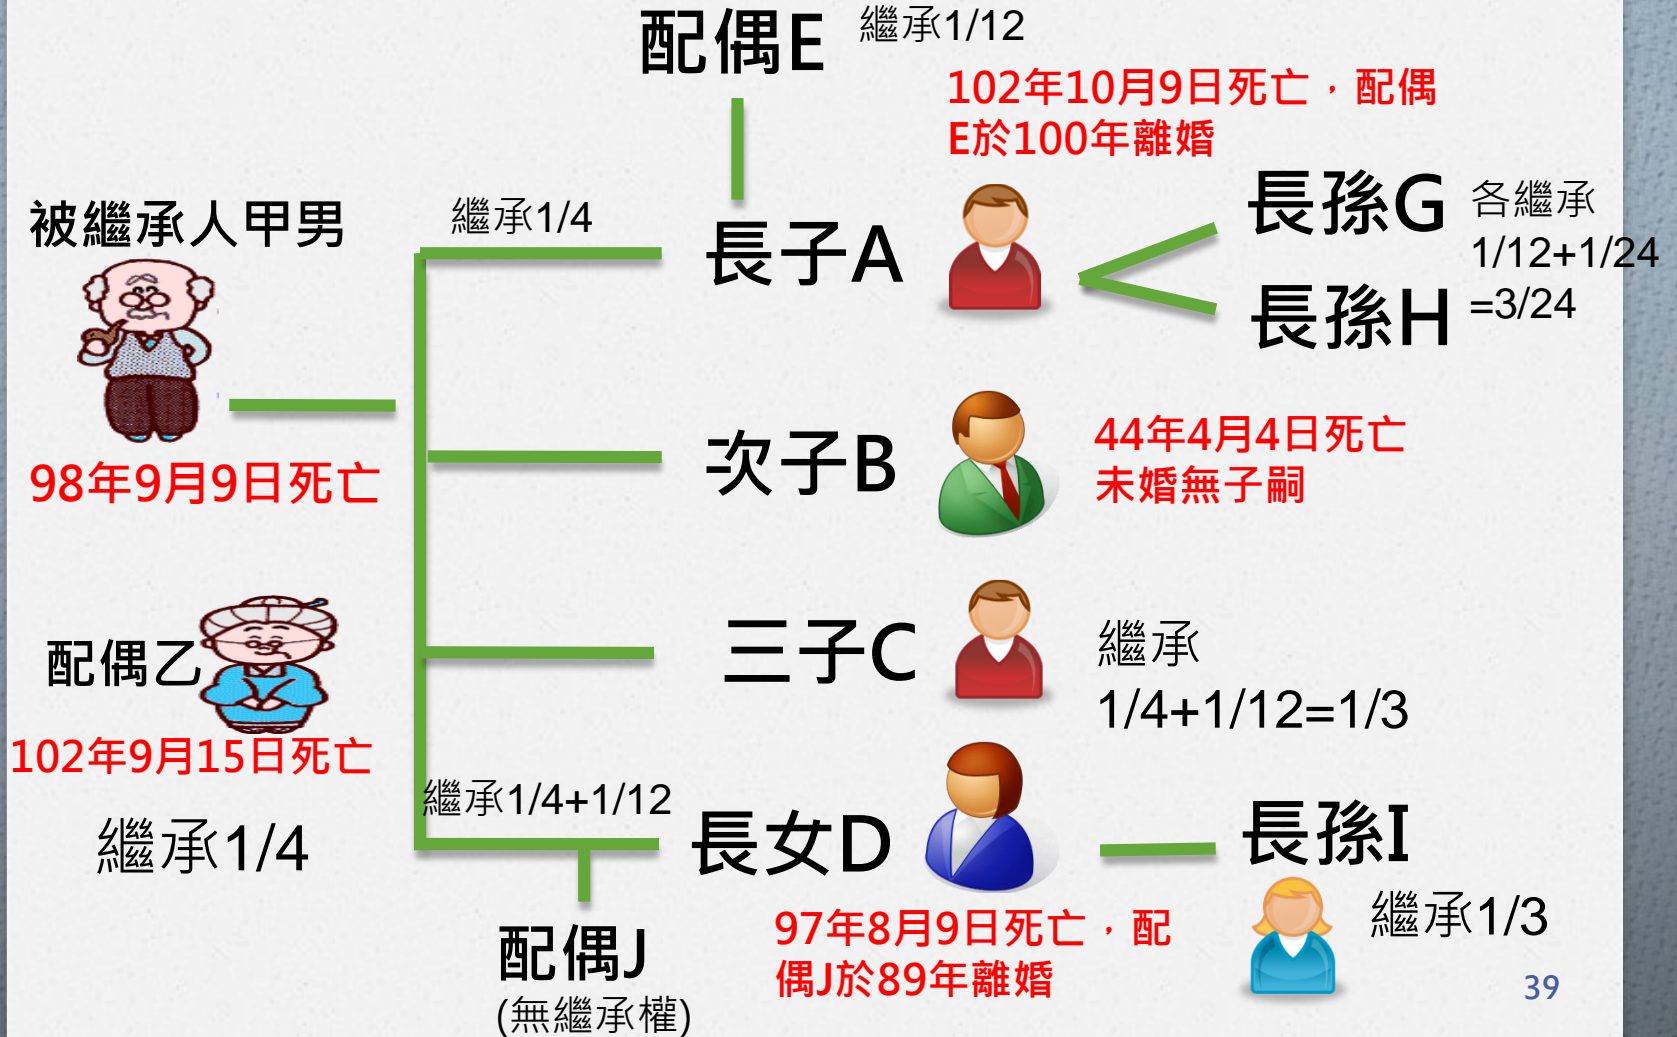 配偶E
繼承1/12
102年10月9日死亡，配偶
E於100年離婚
被繼承人甲男
繼承1/4
長子A
長孫G
各繼承
1/12+1/24
=3/24
長孫H
98年9月9日死亡
次子B
44年4月4日死亡
未婚無子嗣
配偶乙
102年9月15日死亡
繼承1/4
三子C
繼承
1/4+1/12=1/3
繼承1/4+1/12
長女D
長孫I
繼承1/3
配偶J
(無繼承權)
97年8月9日死亡，配
偶J於89年離婚
39